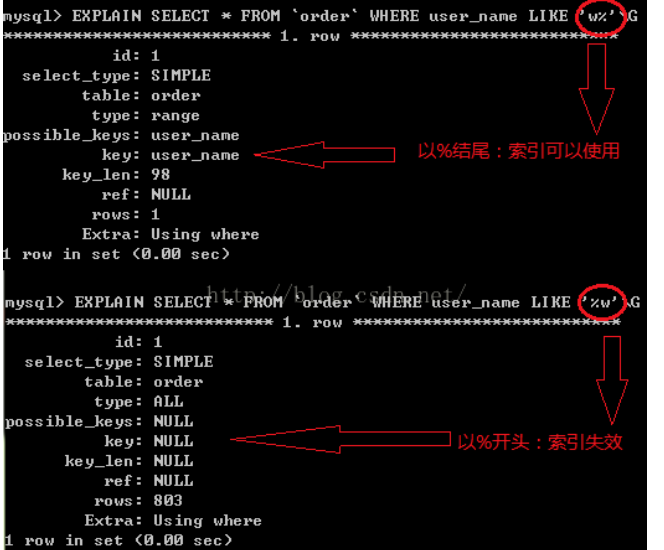 mysql> EXPLAIN SELECT * FROM `order` WHERE user_name LIKE 'w%'\G
*************************** 1. row ***************************
id: 1
select_type: SIMPLE
table: order
type: range
possible_keys: user_name
key: user_name
以%结尾：索引可以使用
key_len: 98
ref: NULL
rows: 1
Extra: Using where
1 row in set (0.00 sec)
http://blog.csdn.net/
mysql> EXPLAIN SELECT * FROM `order` WHERE user_name LIKE '%w'\G
*************************** 1. row ***************************
id: 1
select_type: SIMPLE
table: order
type: ALL
possible_keys: NULL
key: NULL
以%开头：索引失效
key_len: NULL
ref: NULL
rows: 803
Extra: Using where
1 row in set (0.00 sec)